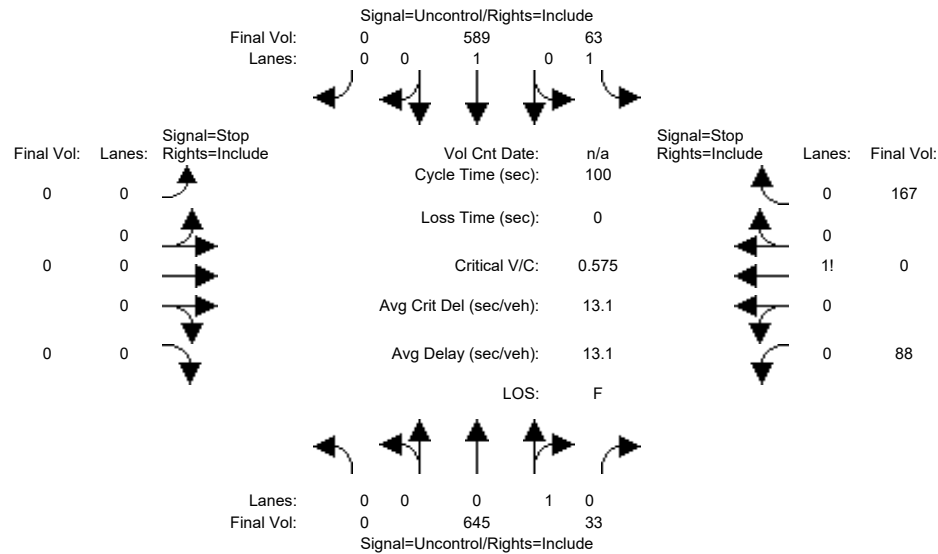 Signal=Uncontrol/Rights=Include
Final Vol: 0 589 63
Lanes: 0 0 1 0 1
Signal=Stop
Final Vol: Lanes: Rights=Include
Vol Cnt Date: n/a
Signal=Stop
Rights=Include Lanes: Final Vol:
Cycle Time (sec): 100
0 0
0 167
Loss Time (sec): 0
0
0
0 0
Critical V/C: 0.575
1! 0
0
Avg Crit Del (sec/veh): 13.1
0
0 0
Avg Delay (sec/veh): 13.1
0 88
LOS: F
Lanes: 0 0 0 1 0
Final Vol: 0 645 33
Signal=Uncontrol/Rights=Include